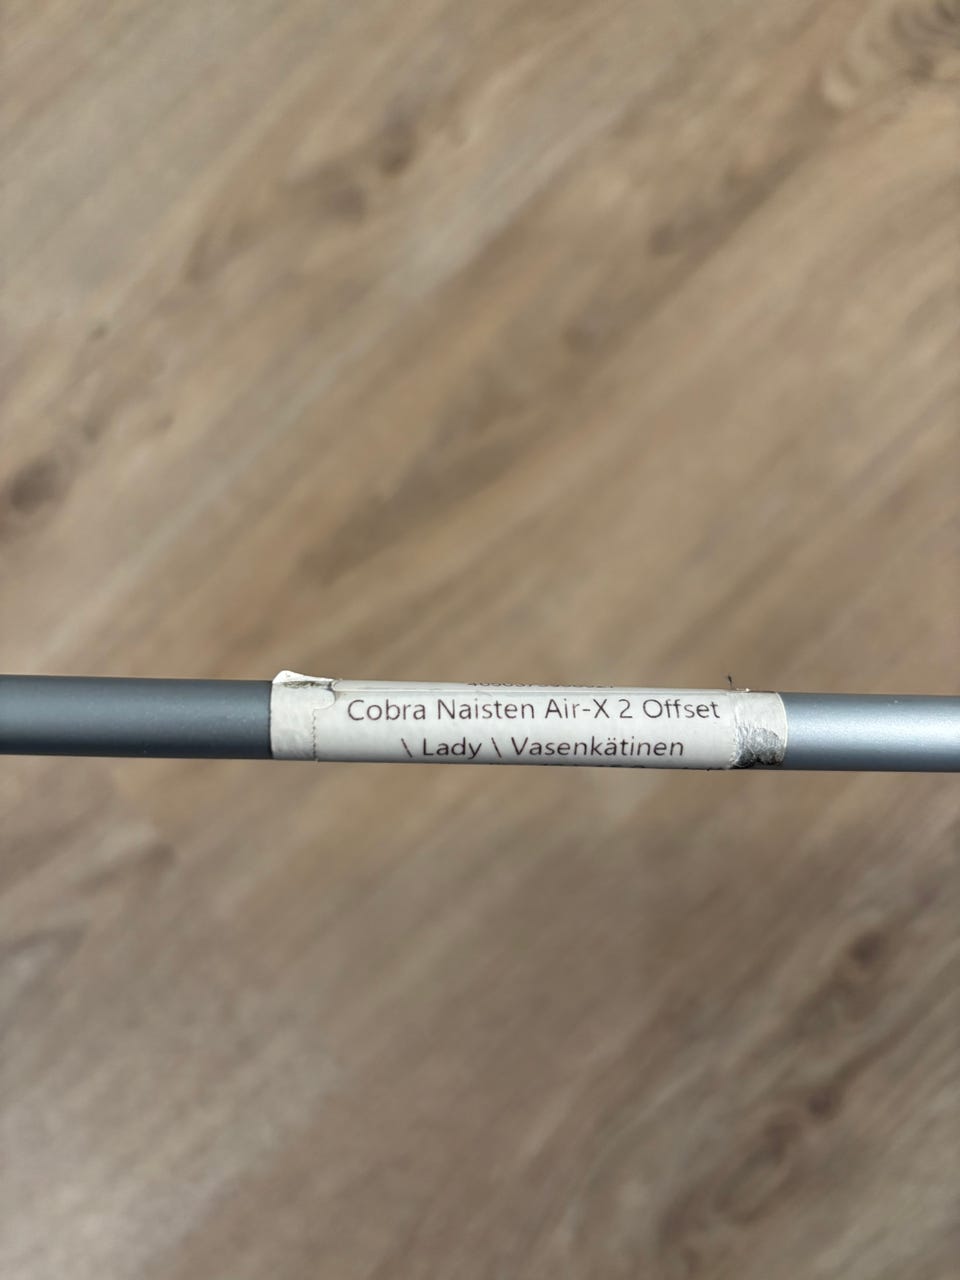 Cobra Naisten Air-X 2 Offset
\ Lady \ Vasenkätinen